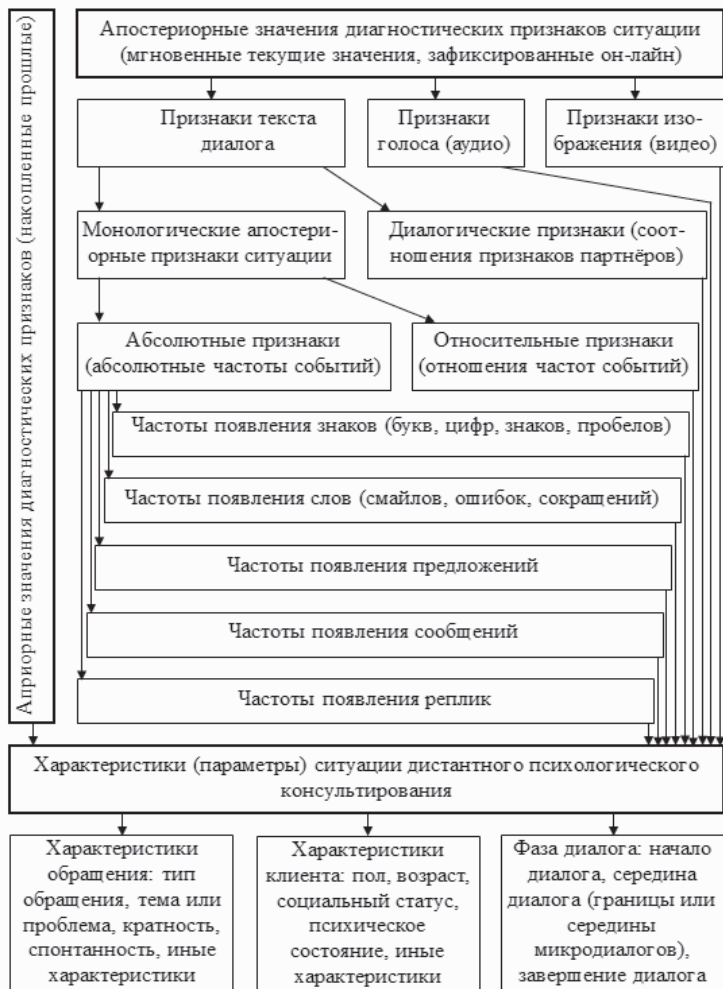 Априорные значения диагностических признаков (накопленные прошлые)
Апостериорные значения диагностических признаков ситуации
(мгновенные текущие значения, зафиксированные он-лайн)
Признаки текста
диалога
Признаки
голоса (аудио)
Признаки изо-
бражения (видео)
Монологические апостери-
орные признаки ситуации
Диалогические признаки (соот-
ношения признаков партнёров)
Абсолютные признаки
(абсолютные частоты событий)
Относительные признаки
(отношения частот событий)
Частоты появления знаков (букв, цифр, знаков, пробелов)
Частоты появления слов (смайлов, ошибок, сокращений)
Частоты появления предложений
Частоты появления сообщений
Частоты появления реплик
Характеристики (параметры) ситуации дистантного психологического
консультирования
Характеристики
обращения: тип
обращения, тема или
проблема, кратность,
спонтанность, иные
характеристики
Характеристики
клиента: пол, возраст,
социальный статус,
психическое
состояние, иные
характеристики
Фаза диалога: начало
диалога, середина
диалога (границы или
середины
микродиалогов),
завершение диалога